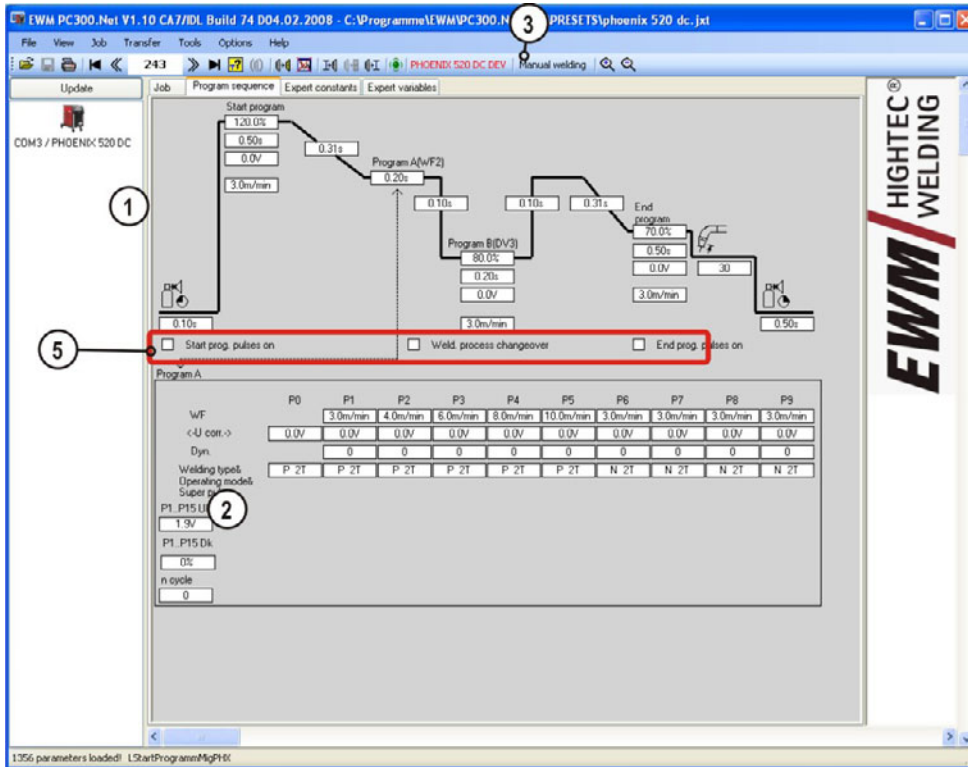 EWM PC300.Net V1.10 CA7/IDL Build 74 D04.02.2008 - C:\Programme\EWM\PC300.N PRESETS\phoenix 520 dc.jxt
3
File View Job Transfer Tools Options Help
243 PHOENIX 520 DC DEV Manual welding
Update
Job Program sequence Expert constants Expert variables
COM3 / PHOENIX 520 DC
Start program
120.0%
0.50s
0.0V
3.0m/min
0.31s
Program A(WF2)
0.20s
0.10s
0.10s
0.31s
Program B(DV3)
80.0%
0.20s
0.0V
3.0m/min
End
program
70.0%
0.50s
0.0V
30
3.0m/min
0.10s
0.50s
1
5
Start prog. pulses on Weld. process changeover End prog. pulses on
Program A
P0 P1 P2 P3 P4 P5 P6 P7 P8 P9
WF 3.0m/min 4.0m/min 6.0m/min 8.0m/min 10.0m/min 3.0m/min 3.0m/min 3.0m/min 3.0m/min
<-U corr.-> 0.0V 0.0V 0.0V 0.0V 0.0V 0.0V 0.0V 0.0V 0.0V 0.0V
Dyn. 0 0 0 0 0 0 0 0 0
Welding type& P 2T P 2T P 2T P 2T P 2T P 2T N 2T N 2T N 2T N 2T
Operating mode&
Super
P1..P15
2
1.9V
P1..P15 Dk
0%
n cycle
0
EWM HIGHTEC® WELDING
1356 parameters loaded! LStartProgrammMigPHX